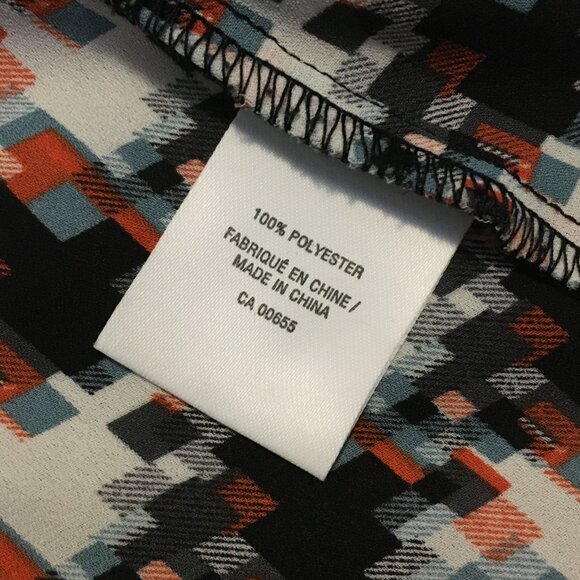 100% POLYESTER
FABRIQUÉ EN CHINE /
MADE IN CHINA
CA 00655